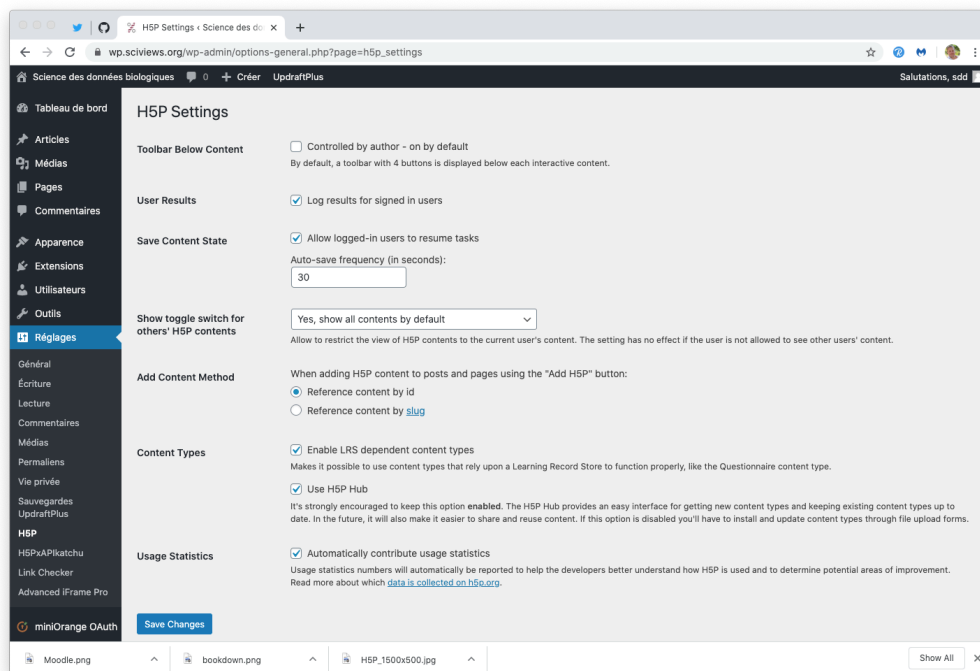 H5P Settings ‹ Science des do
wp.sciviews.org/wp-admin/options-general.php?page=h5p_settings
Science des données biologiques 0 Créer UpdraftPlus Salutations, sdd
Tableau de bord
Articles
Médias
Pages
Commentaires
Apparence
Extensions
Utilisateurs
Outils
Réglages
Général
Écriture
Lecture
Commentaires
Médias
Permaliens
Vie privée
Sauvegardes
UpdraftPlus
H5P
H5PxAPIkatchu
Link Checker
Advanced iFrame Pro
miniOrange OAuth
H5P Settings
Toolbar Below Content
Controlled by author - on by default
By default, a toolbar with 4 buttons is displayed below each interactive content.
User Results
Log results for signed in users
Save Content State
Allow logged-in users to resume tasks
Auto-save frequency (in seconds):
30
Show toggle switch for
others' H5P contents
Yes, show all contents by default
Allow to restrict the view of H5P contents to the current user's content. The setting has no effect if the user is not allowed to see other users' content.
Add Content Method
When adding H5P content to posts and pages using the "Add H5P" button:
Reference content by id
Reference content by slug
Content Types
Enable LRS dependent content types
Makes it possible to use content types that rely upon a Learning Record Store to function properly, like the Questionnaire content type.
Use H5P Hub
It's strongly encouraged to keep this option enabled. The H5P Hub provides an easy interface for getting new content types and keeping existing content types up to
date. In the future, it will also make it easier to share and reuse content. If this option is disabled you'll have to install and update content types through file upload forms.
Usage Statistics
Automatically contribute usage statistics
Usage statistics numbers will automatically be reported to help the developers better understand how H5P is used and to determine potential areas of improvement.
Read more about which data is collected on h5p.org.
Save Changes
Moodle.png
bookdown.png
H5P_1500x500.jpg
Show All